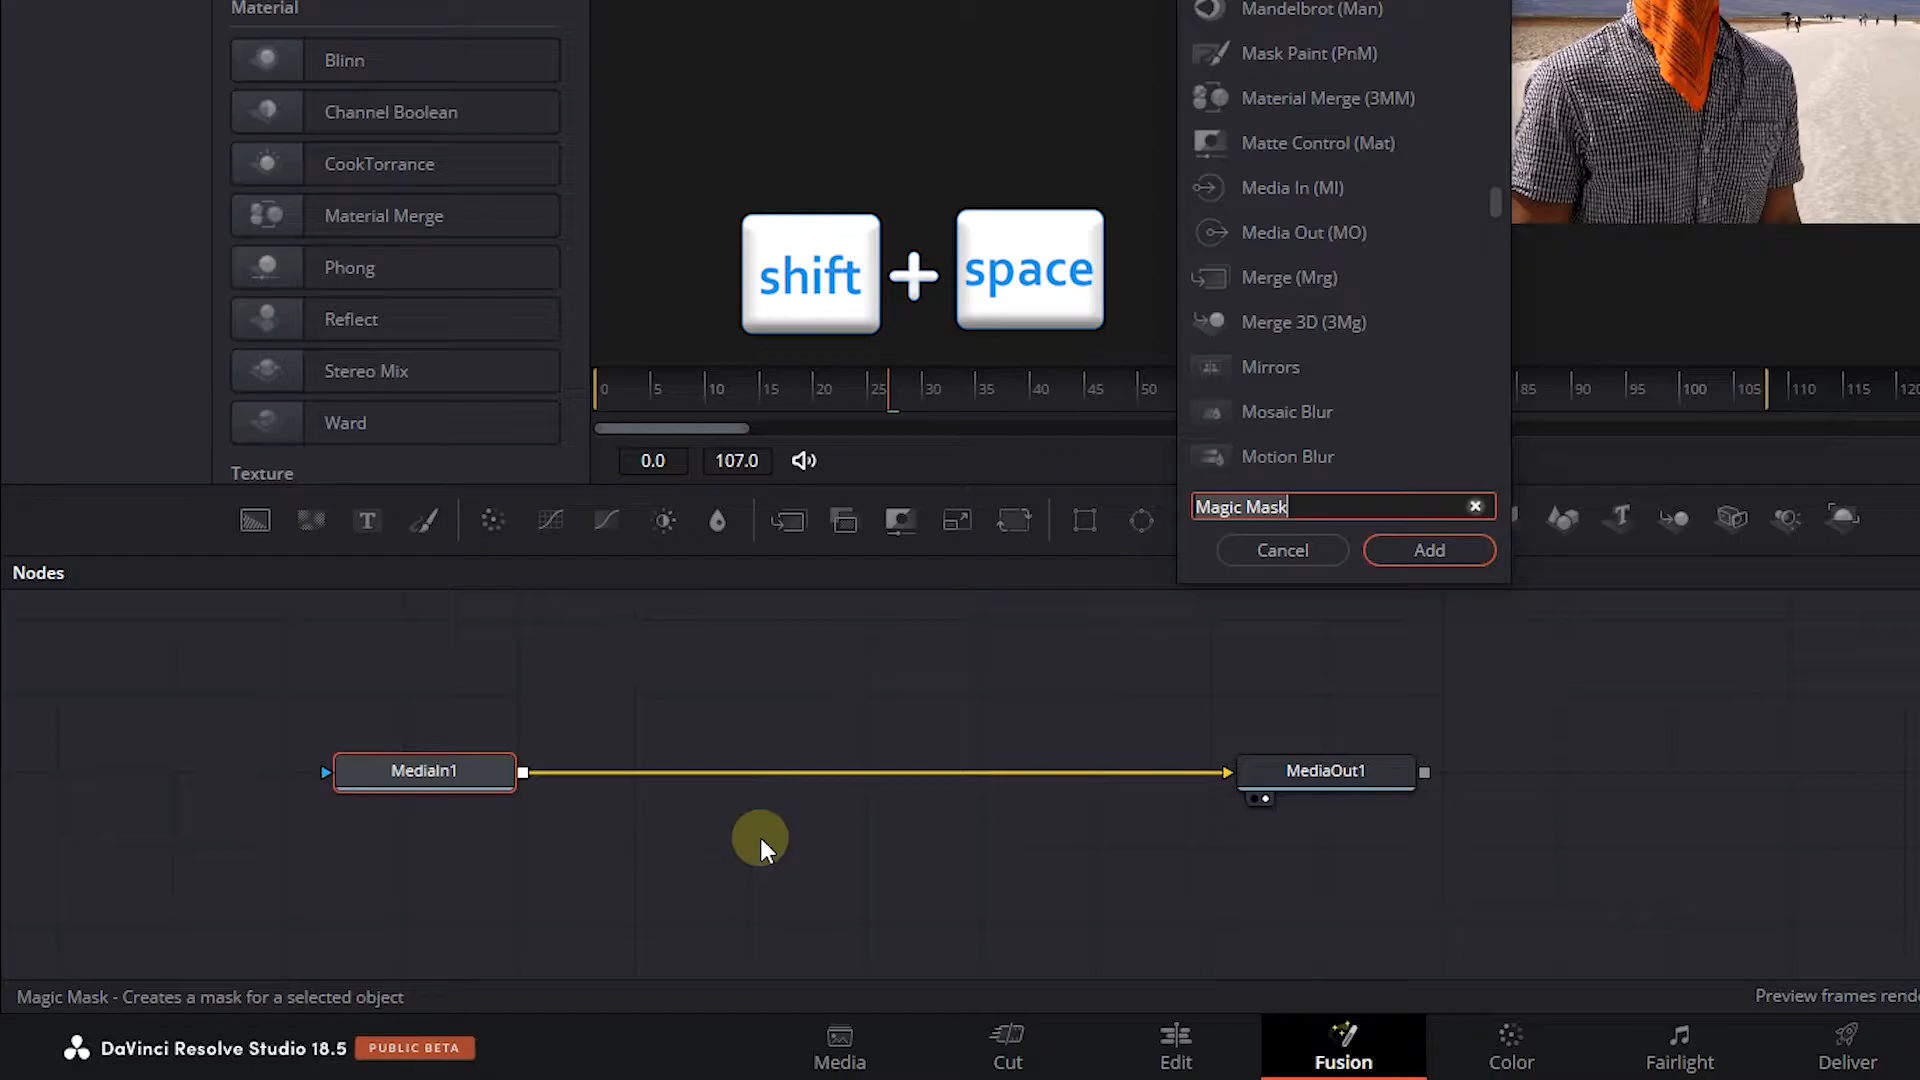 Material
Blinn
Channel Boolean
CookTorrance
Material Merge
Phong
Reflect
Stereo Mix
Ward
Texture
shift + space
Mandelbrot (Man)
Mask Paint (PnM)
Material Merge (3MM)
Matte Control (Mat)
Media In (MI)
Media Out (MO)
Merge (Mrg)
Merge 3D (3Mg)
Mirrors
Mosaic Blur
Motion Blur
Magic Mask
Cancel Add
0 5 10 15 20 25 30 35 40 45 50 85 90 95 100 105 110 115 120
0.0 107.0
Nodes
MediaIn1
MediaOut1
Magic Mask - Creates a mask for a selected object
Preview frames rende
DaVinci Resolve Studio 18.5 PUBLIC BETA
Media Cut Edit Fusion Color Fairlight Deliver